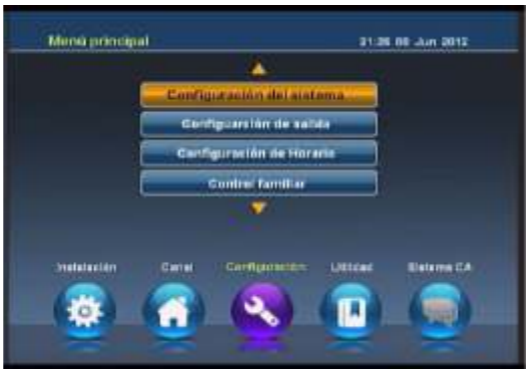 Menú principal
21:26 08 Jun 2012
Configuración del sistema
Configuarsión de salida
Configuración de Horario
Control familiar
Instalación
Canal
Configuración
Utilidad
Sistema CA